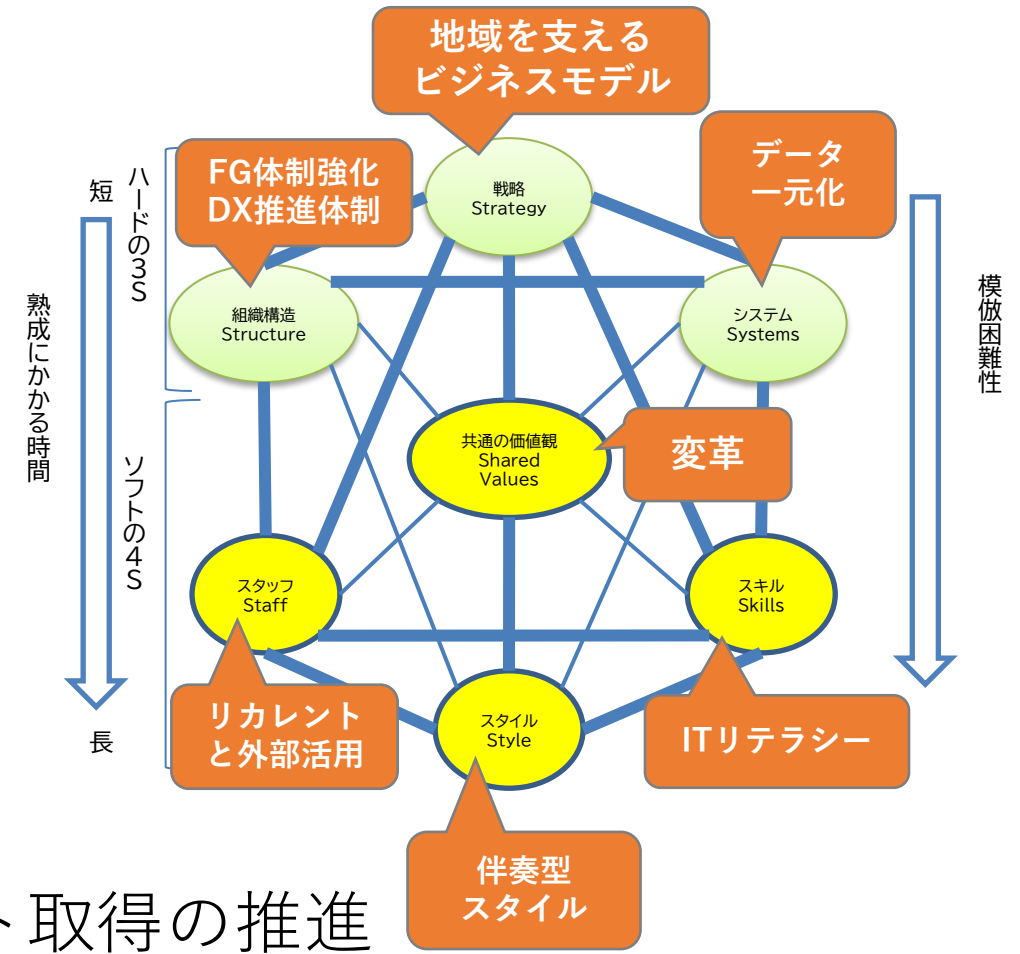 地域を支える
ビジネスモデル
FG体制強化
DX推進体制
データ
一元化
戦略
Strategy
短
ハードの3S
組織構造
Structure
システム
Systems
熟成にかかる時間
模倣困難性
共通の価値観
Shared
Values
変革
ソフトの4S
スタッフ
Staff
スキル
Skills
リカレント
と外部活用
スタイル
Style
ITリテラシー
長
伴奏型
スタイル
ト取得の推進